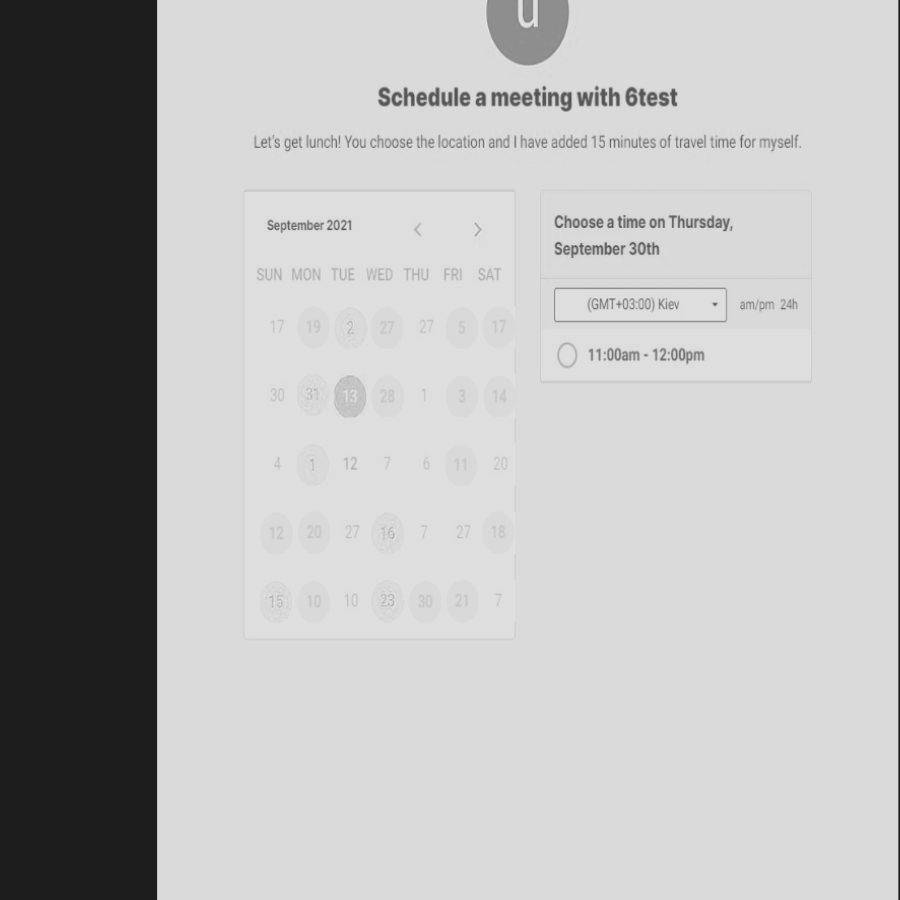 u
Schedule a meeting with 6test
Let's get lunch! You choose the location and I have added 15 minutes of travel time for myself.
September 2021
SUN MON TUE WED THU FRI SAT
17 19 2 27 27 5 17
30 31 13 28 1 3 14
4 1 12 7 6 11 20
12 20 27 16 7 27 18
15 10 10 23 30 21 7
Choose a time on Thursday,
September 30th
(GMT+03:00) Kiev am/pm 24h
11:00am - 12:00pm